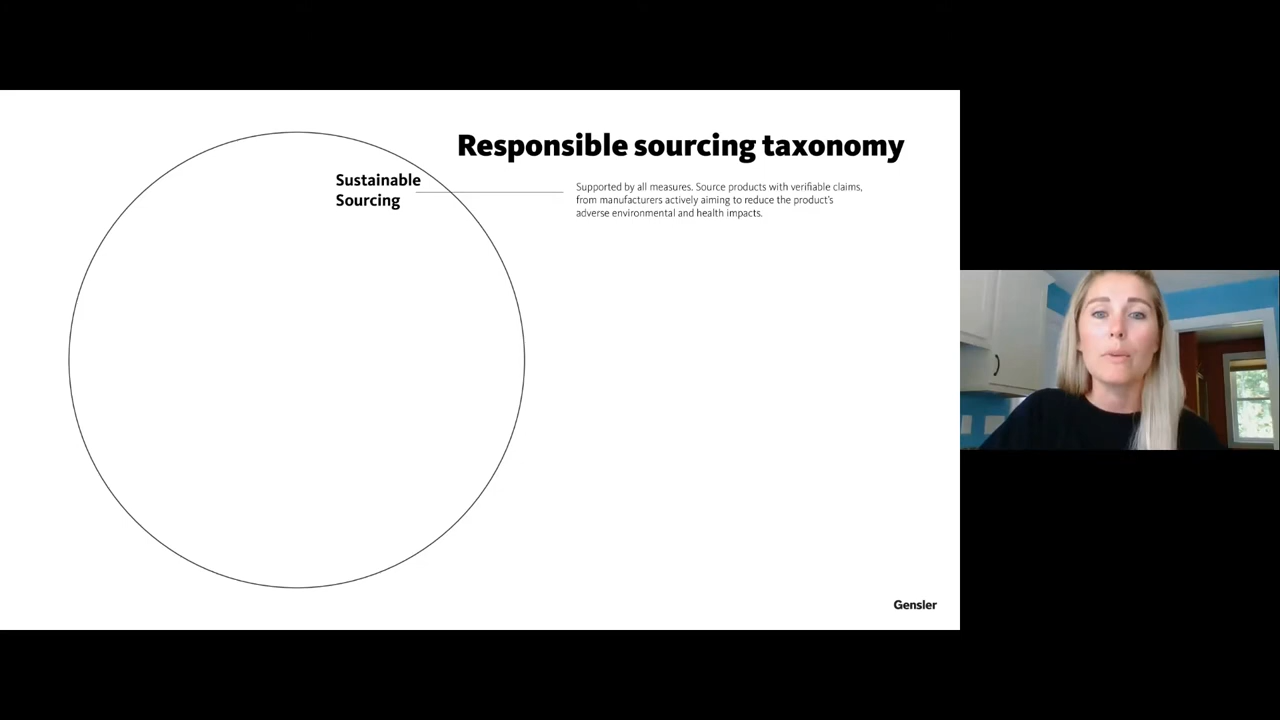 Responsible sourcing taxonomy
Sustainable
Sourcing
Supported by all measures. Source products with verifiable claims,
from manufacturers actively aiming to reduce the product's
adverse environmental and health impacts.
Gensler